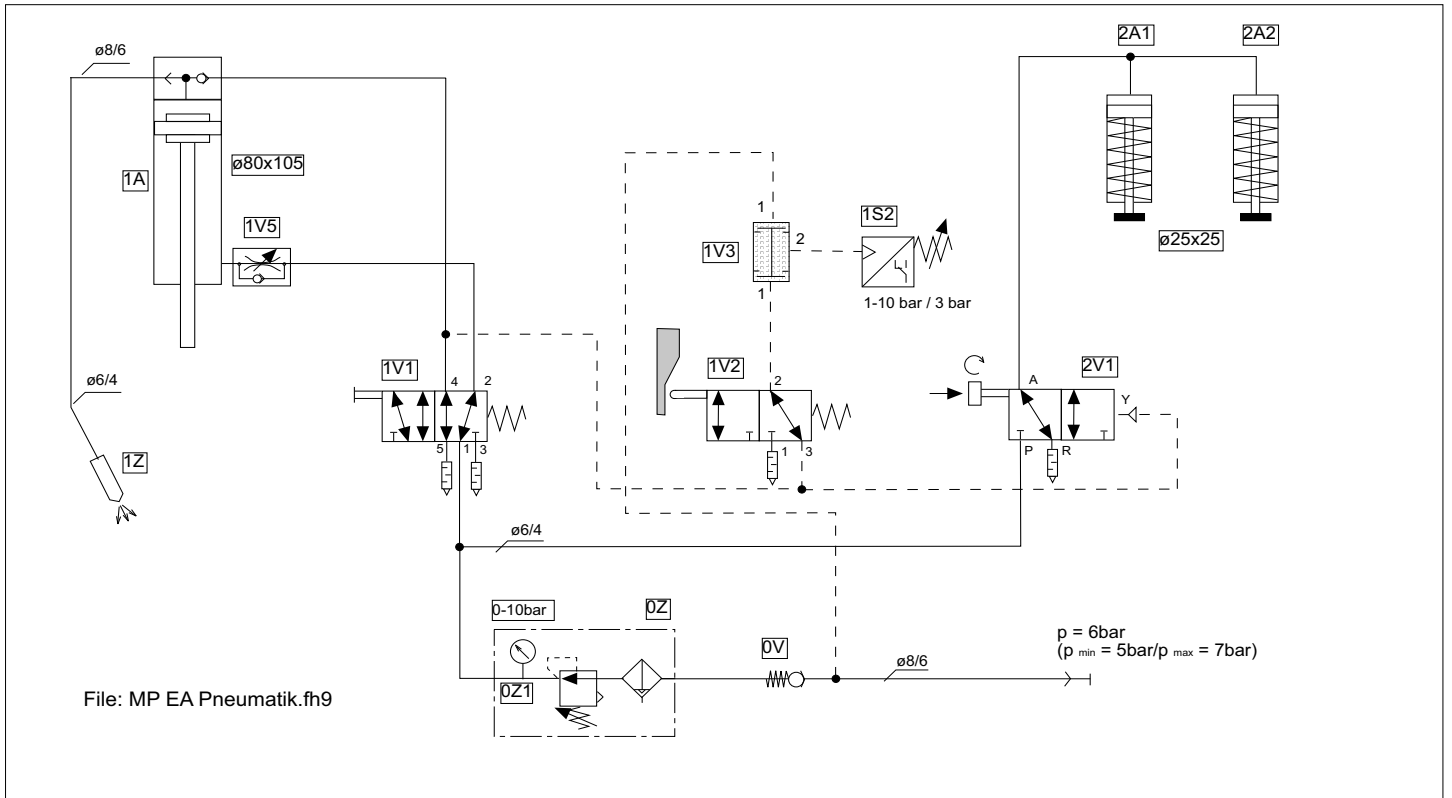 ø8/6
2A1
2A2
1A
ø80x105
1V5
1
1V3
2
1S2
1
1-10 bar / 3 bar
ø25x25
ø6/4
1V1
4
2
1V2
2
2V1
A
Y
5
1
3
1
3
P
R
1Z
ø6/4
0-10bar
0Z
0V
p = 6bar
(p min = 5bar/p max = 7bar)
ø8/6
0Z1
File: MP EA Pneumatik.fh9